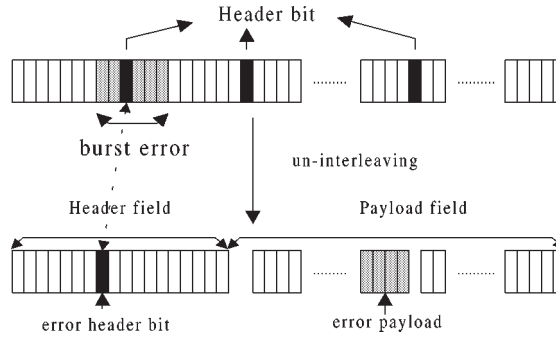 Header bit
burst error
un-interleaving
Header field
Payload field
error header bit
error payload